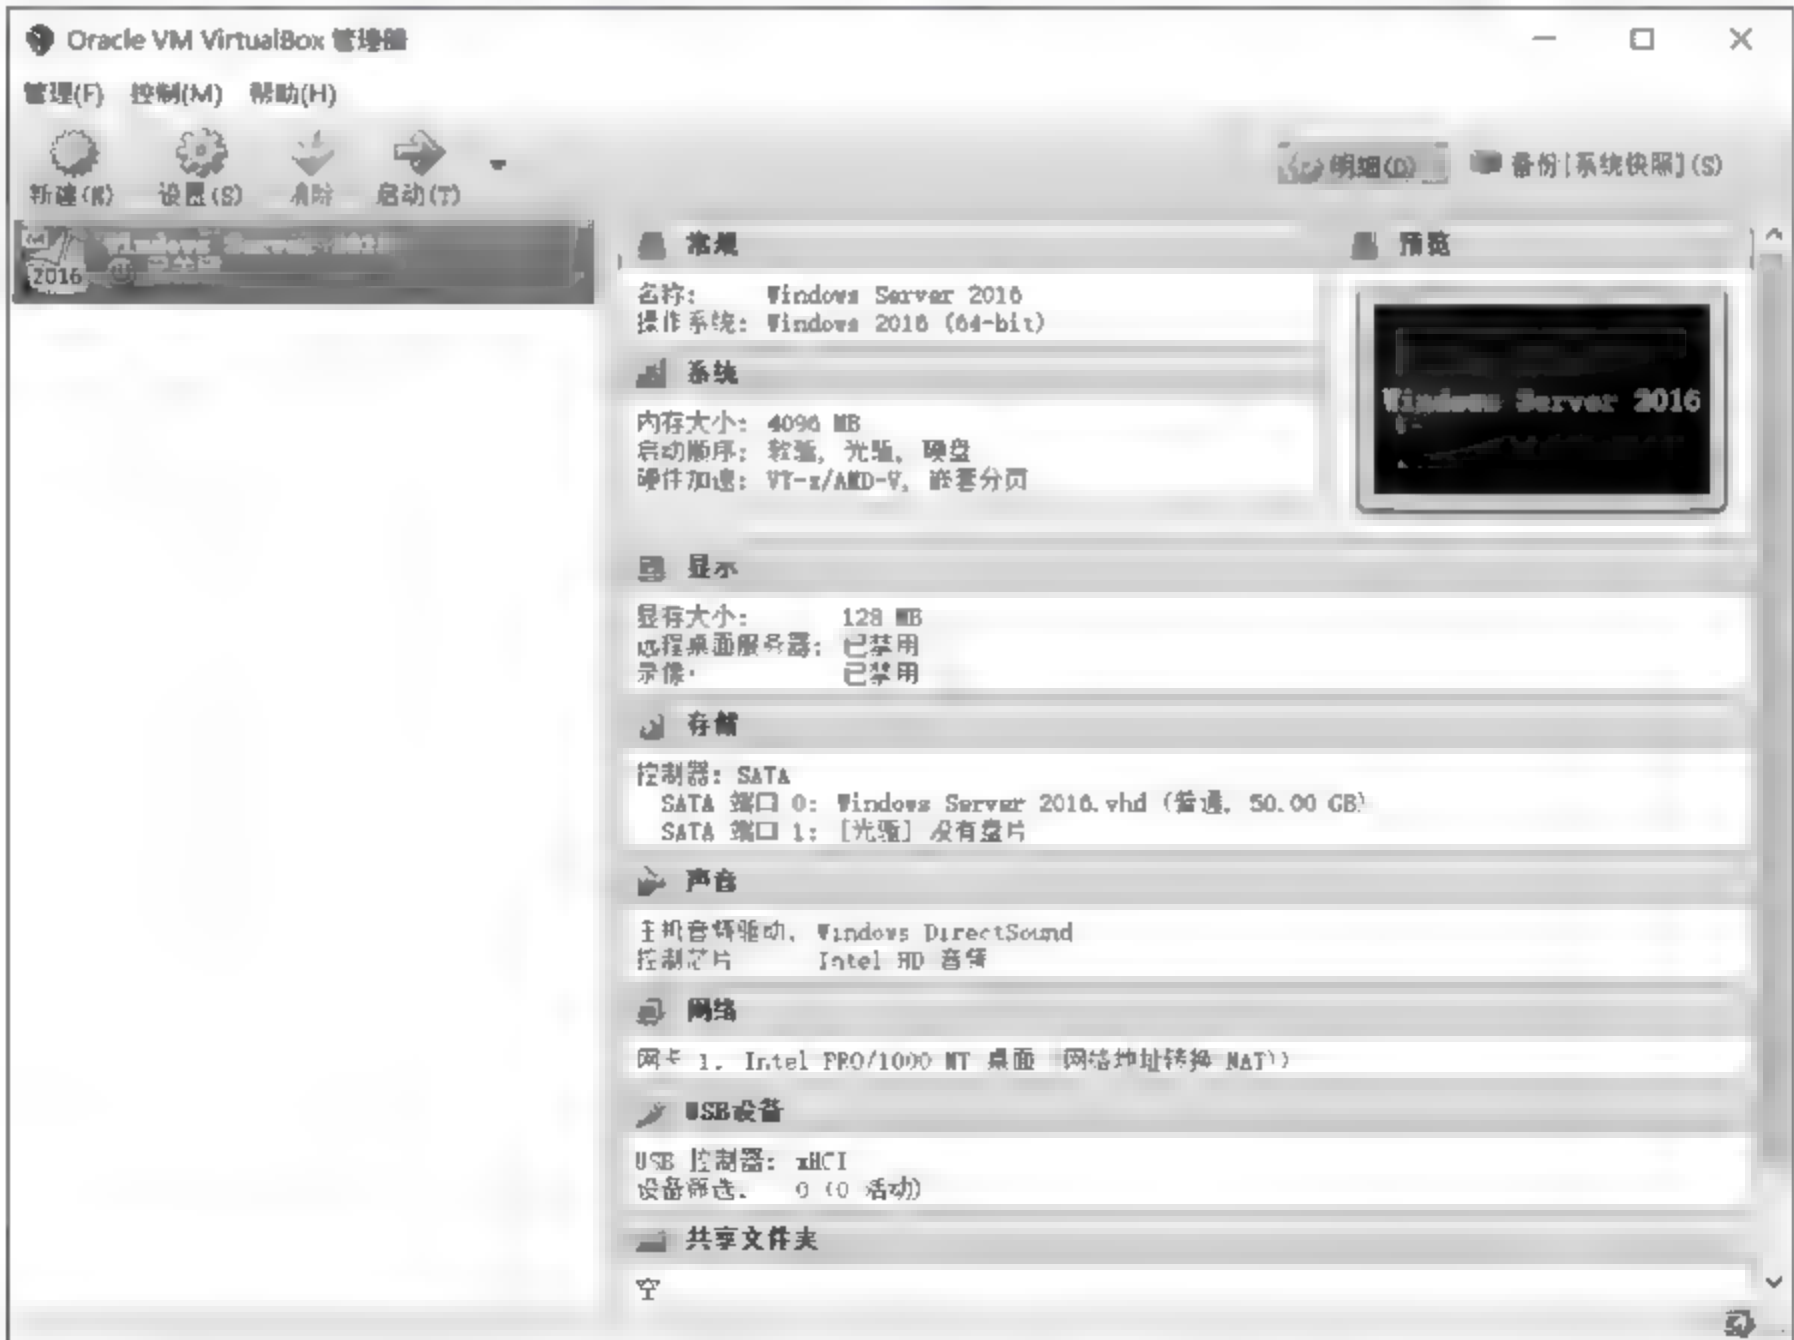 Oracle VM VirtualBox 管理器
管理(F) 控制(M) 帮助(H)
新建(N) 设置(S) 清除 启动(T) 明细(D) 备份[系统快照](S)
Windows Server 2016
2016 已关闭
常规
名称: Windows Server 2016
操作系统: Windows 2016 (64-bit)
系统
内存大小: 4096 MB
启动顺序: 软驱, 光驱, 硬盘
硬件加速: VT-x/AMD-V, 嵌套分页
预览
Windows Server 2016
显示
显存大小: 128 MB
远程桌面服务器: 已禁用
录像: 已禁用
存储
控制器: SATA
SATA 端口 0: Windows Server 2016.vhd (普通, 50.00 GB)
SATA 端口 1: [光驱] 没有盘片
声音
主机音频驱动: Windows DirectSound
控制芯片: Intel HD 音频
网络
网卡 1: Intel PRO/1000 MT 桌面 (网络地址转换(NAT))
USB设备
USB 控制器: xHCI
设备筛选: 0 (0 活动)
共享文件夹
空